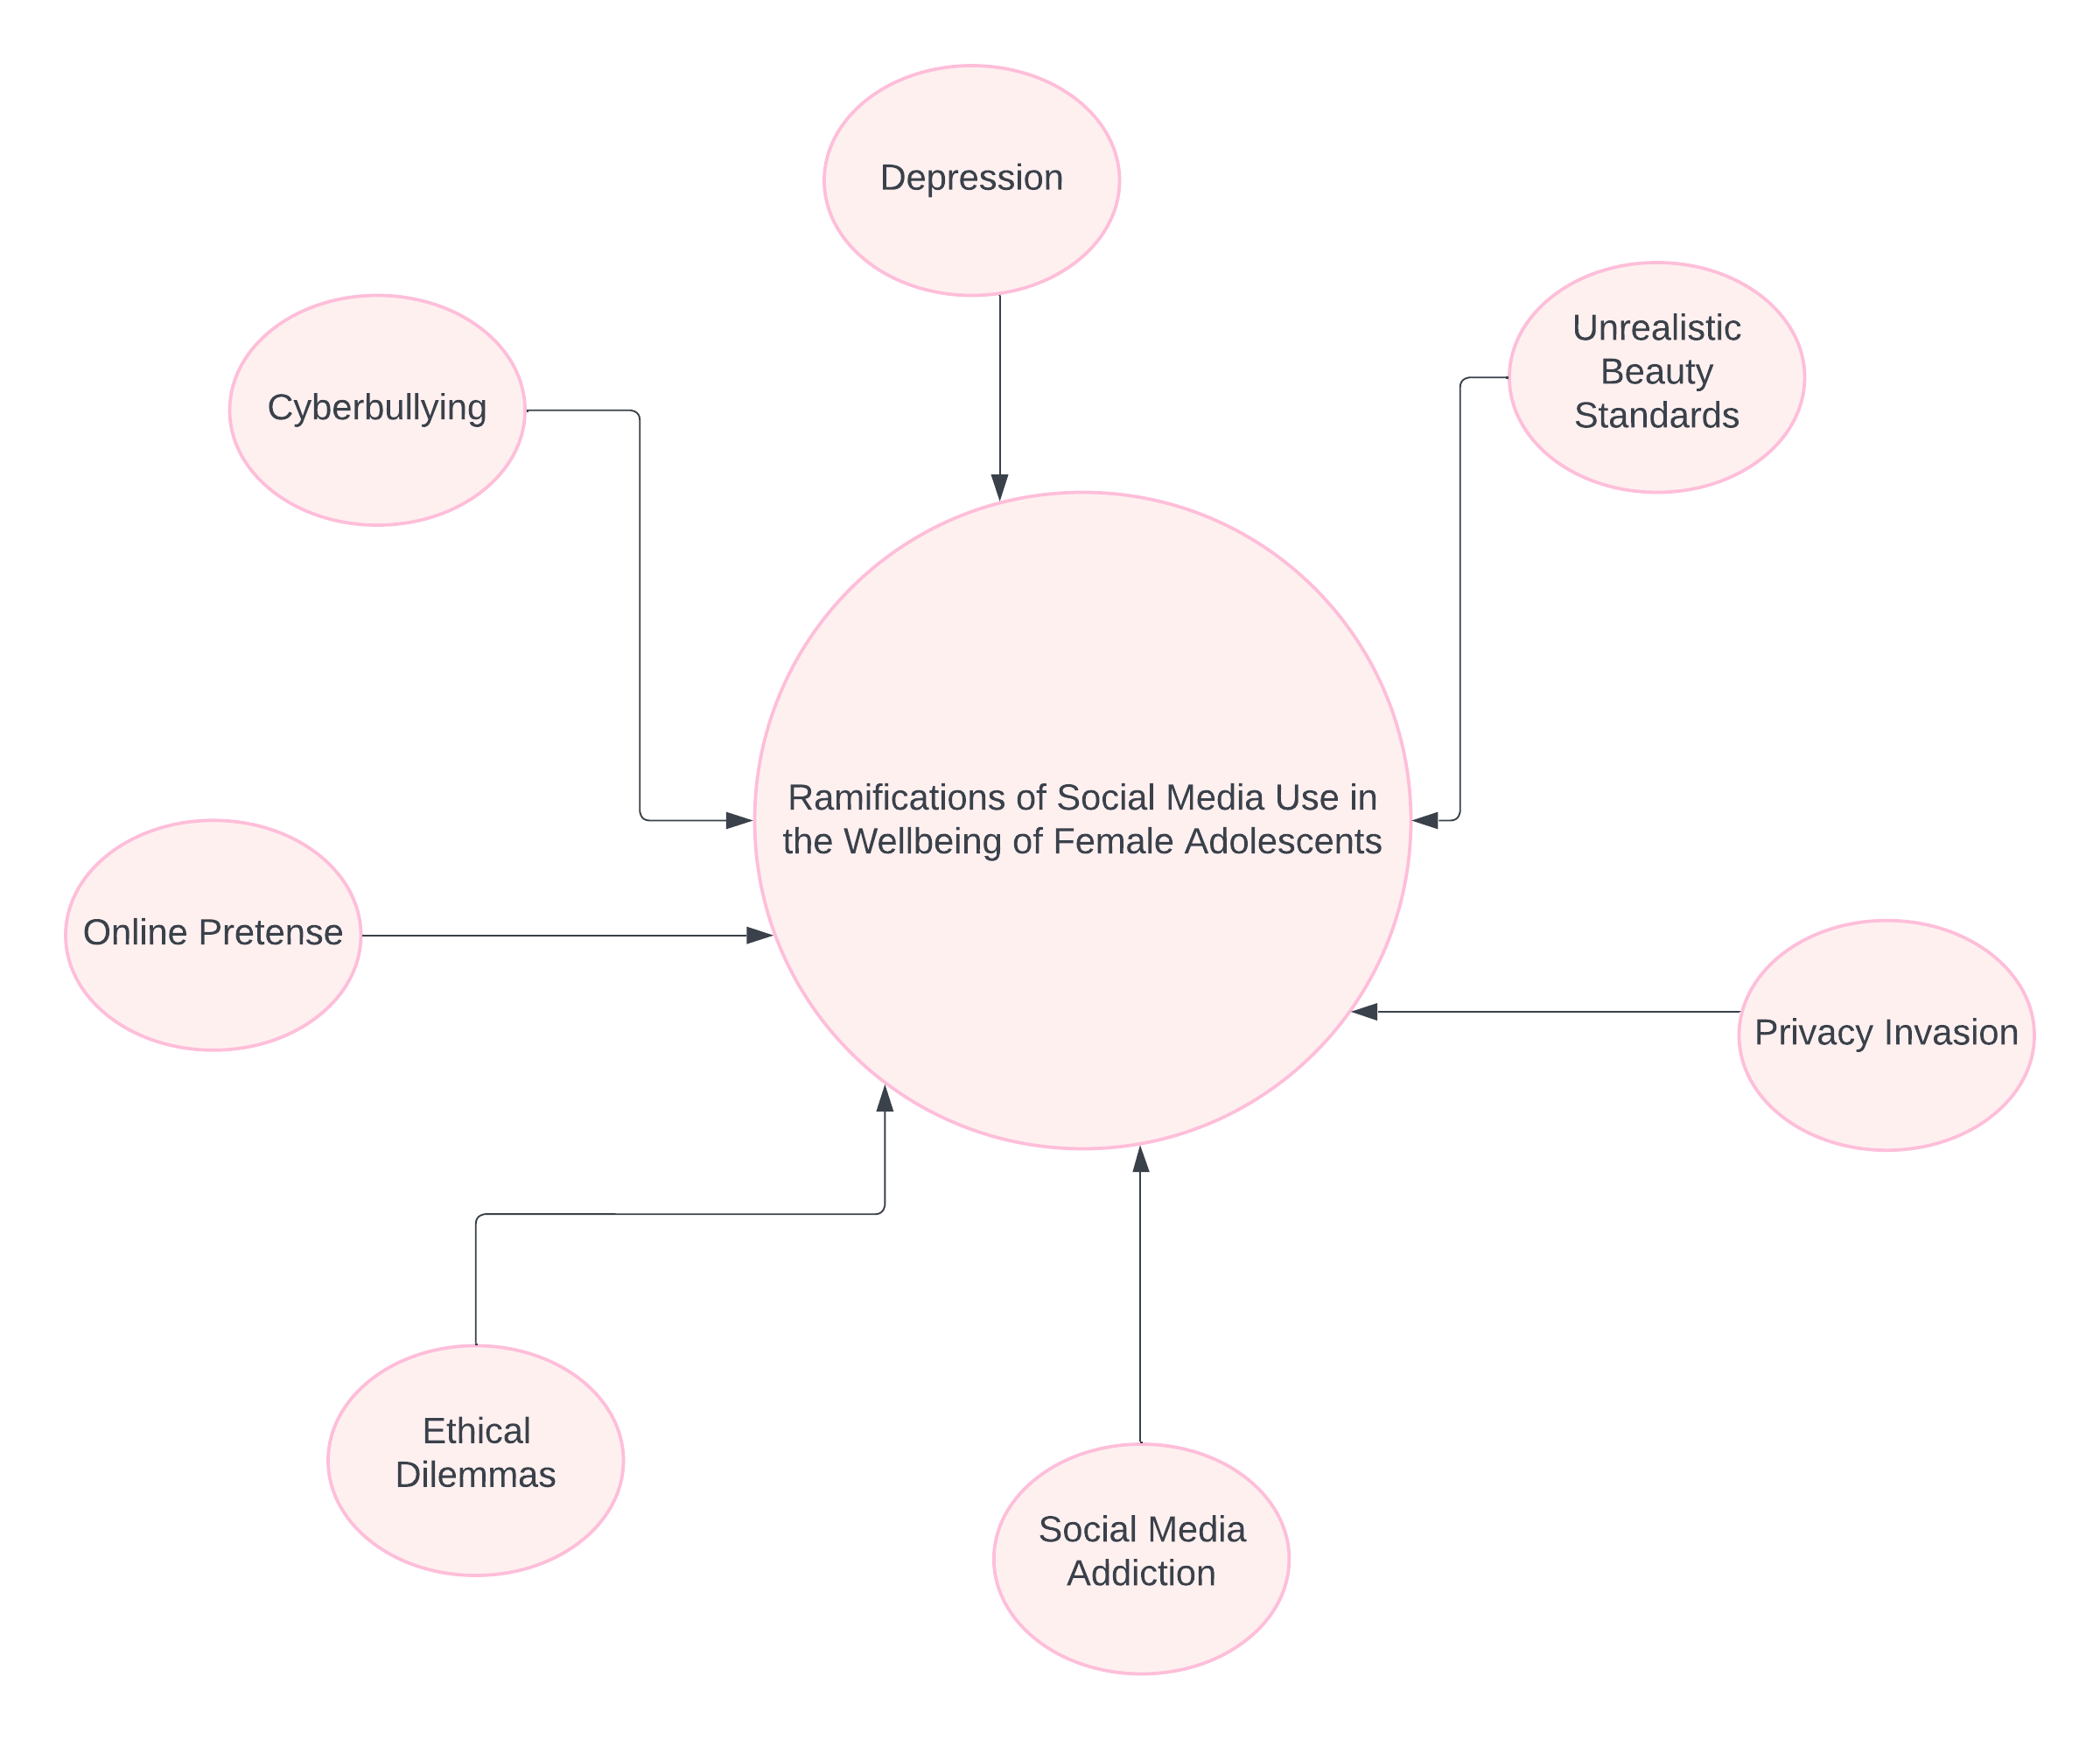 Depression
Unrealistic
Beauty
Standards
Cyberbullying
Ramifications of Social Media Use in
the Wellbeing of Female Adolescents
Online Pretense
Privacy Invasion
Ethical
Dilemmas
Social Media
Addiction